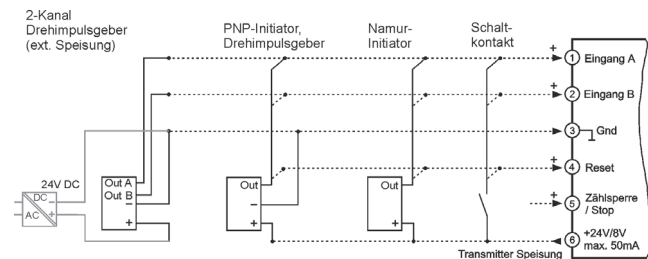 2-Kanal
Drehimpulsgeber
(ext. Speisung)
PNP-Initiator,
Drehimpulsgeber
Namur-
Initiator
Schalt-
kontakt
+
1 Eingang A
+
2 Eingang B
3 Gnd
+
4 Reset
+
5 Zählsperre
/ Stop
6 +24V/8V
max. 50mA
Transmitter Speisung
24V DC
DC −
AC +
Out A
Out B
−
+
Out
−
+
Out
+